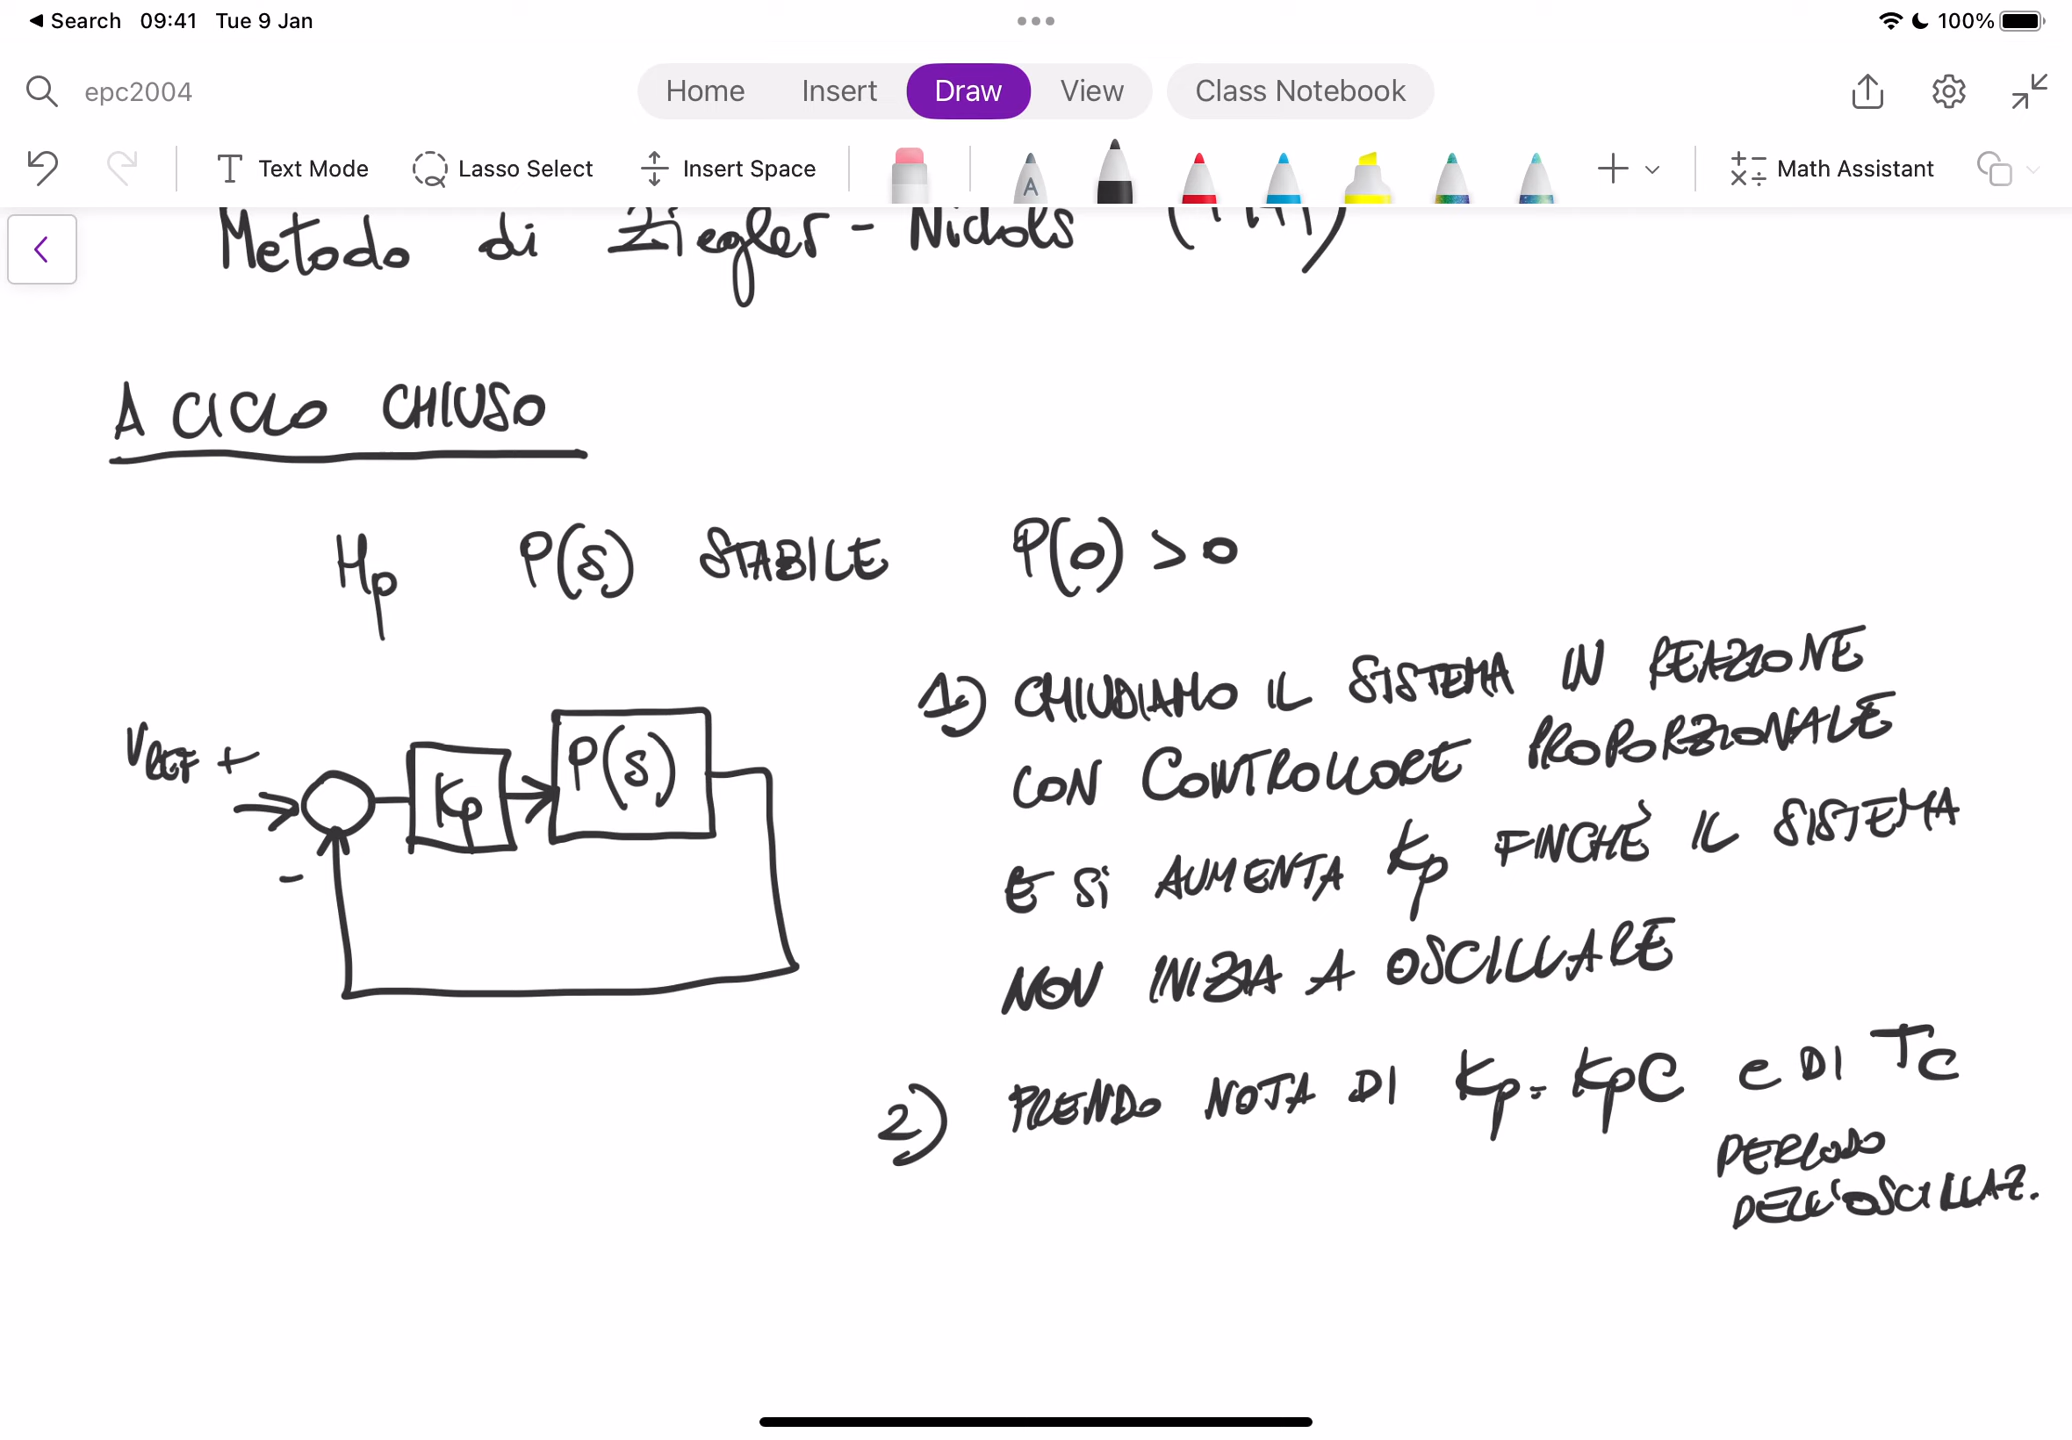 Search 09:41 Tue 9 Jan 100%
epc2004 Home Insert Draw View Class Notebook
Text Mode Lasso Select Insert Space A Math Assistant
Metodo di Ziegler - Nichols
A CICLO CHIUSO
Hp P(s) STABILE P(0) > 0
VREF +
Kp
P(s)
-
1) CHIUDIAMO IL SISTEMA IN REAZIONE
CON CONTROLLORE PROPORZIONALE
E SI AUMENTA Kp FINCHÈ IL SISTEMA
NON INIZIA A OSCILLARE
2) PRENDO NOTA DI Kp = KpC e DI TC
PERIODO
DELL'OSCILLAZ.